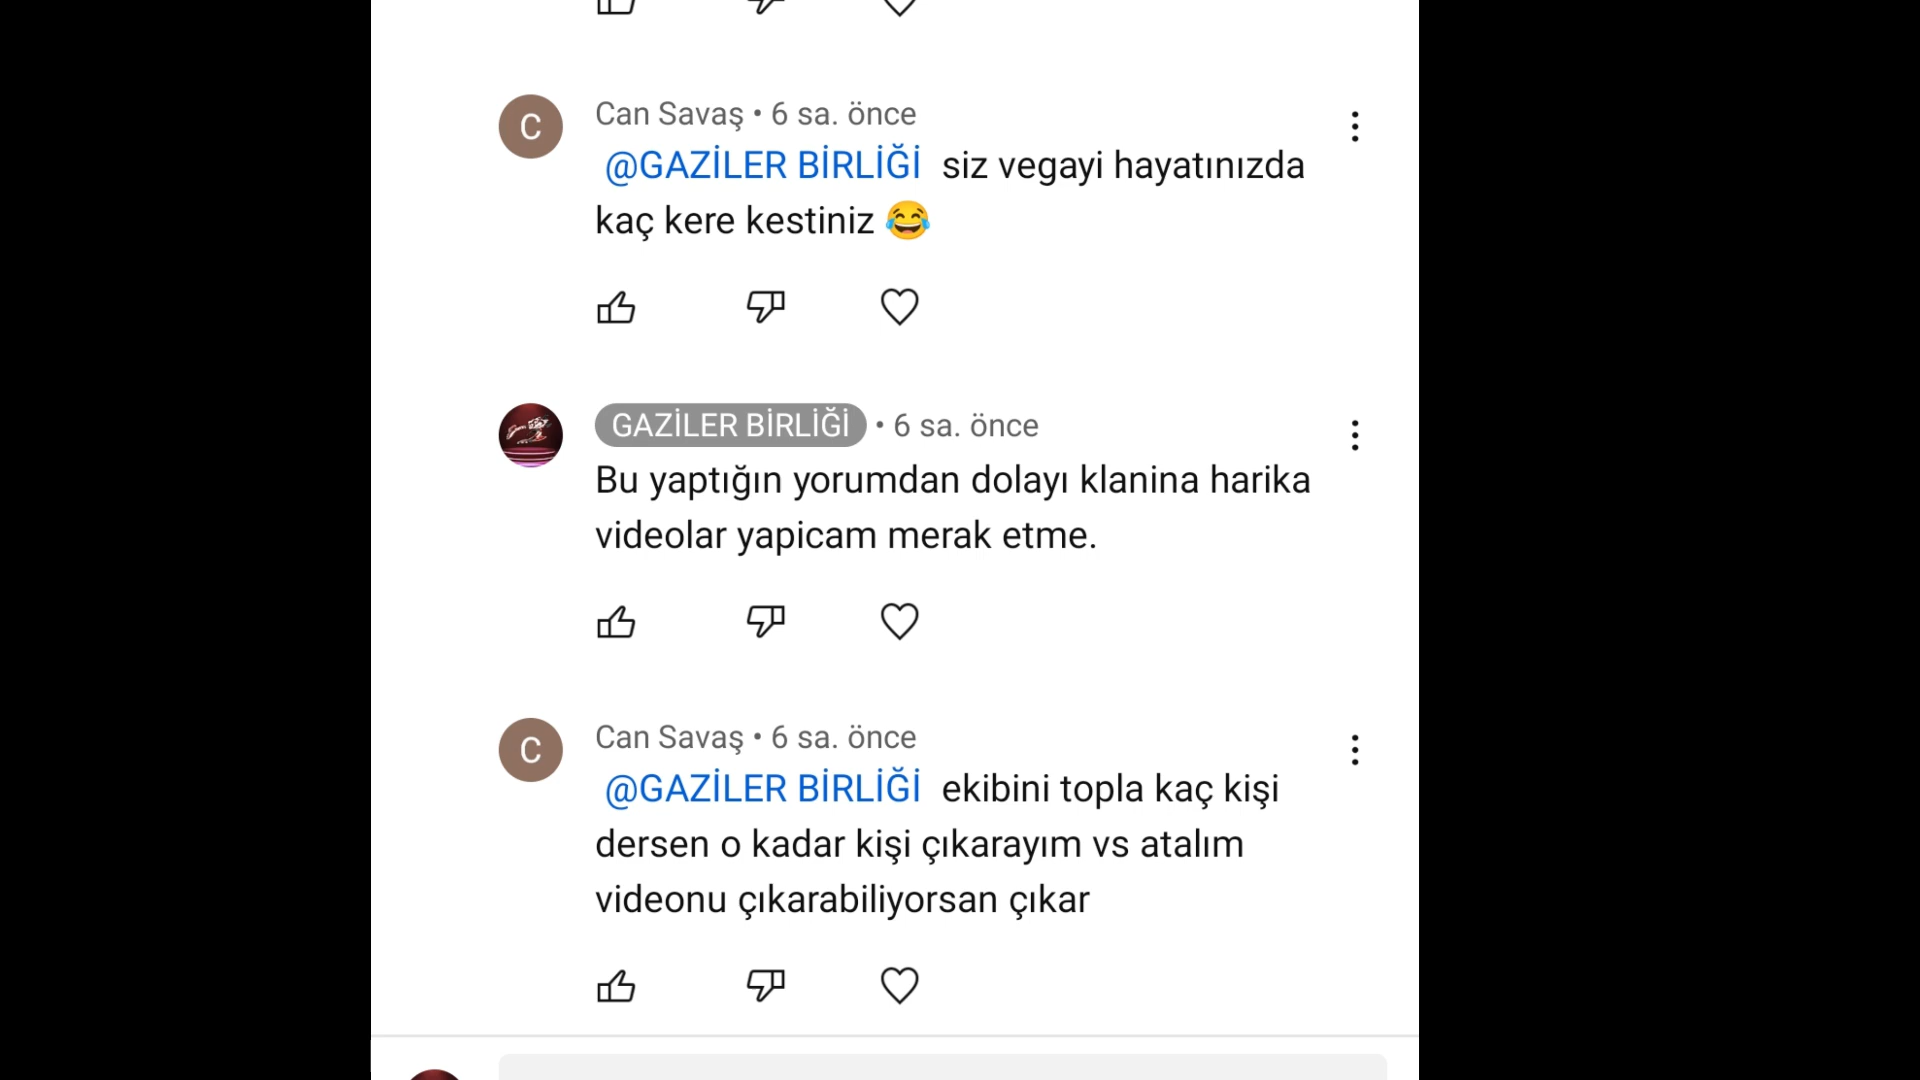 Can Savaş • 6 sa. önce
@GAZİLER BİRLİĞİ siz vegayi hayatınızda
kaç kere kestiniz 😂
GAZİLER BİRLİĞİ • 6 sa. önce
Bu yaptığın yorumdan dolayı klanina harika
videolar yapicam merak etme.
Can Savaş • 6 sa. önce
@GAZİLER BİRLİĞİ ekibini topla kaç kişi
dersen o kadar kişi çıkarayım vs atalım
videonu çıkarabiliyorsan çıkar